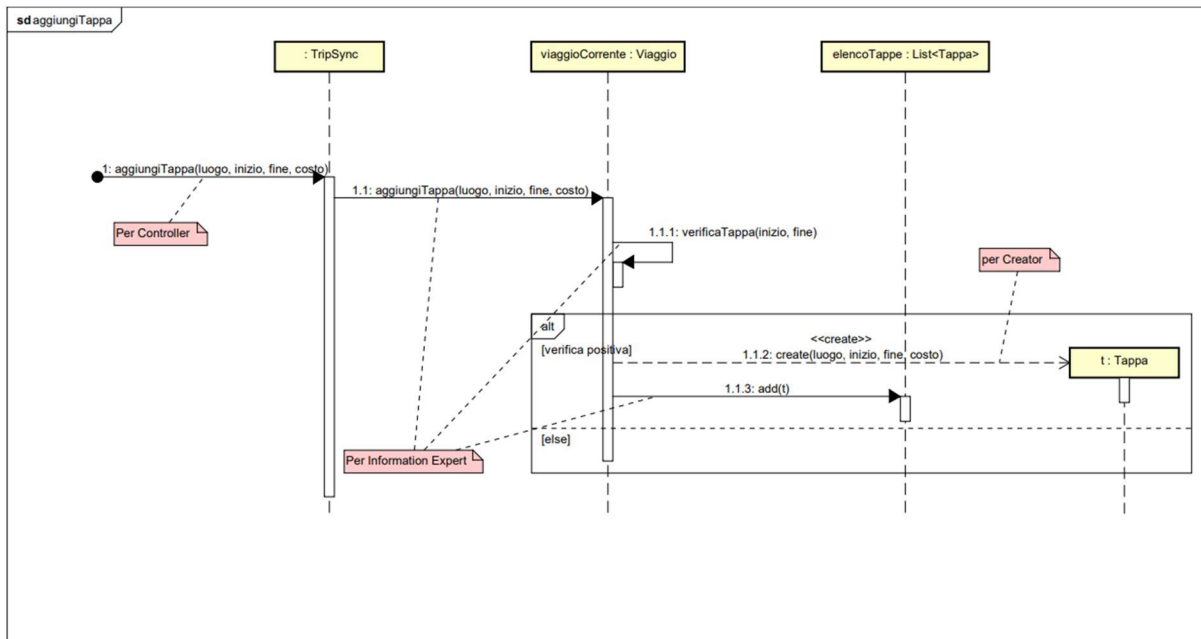 sd aggiungiTappa
: TripSync
viaggioCorrente : Viaggio
elencoTappe : List<Tappa>
1: aggiungiTappa(luogo, inizio, fine, costo)
1.1: aggiungiTappa(luogo, inizio, fine, costo)
Per Controller
1.1.1: verificaTappa(inizio, fine)
per Creator
alt
[verifica positiva]
<<create>>
1.1.2: create(luogo, inizio, fine, costo)
t : Tappa
1.1.3: add(t)
[else]
Per Information Expert